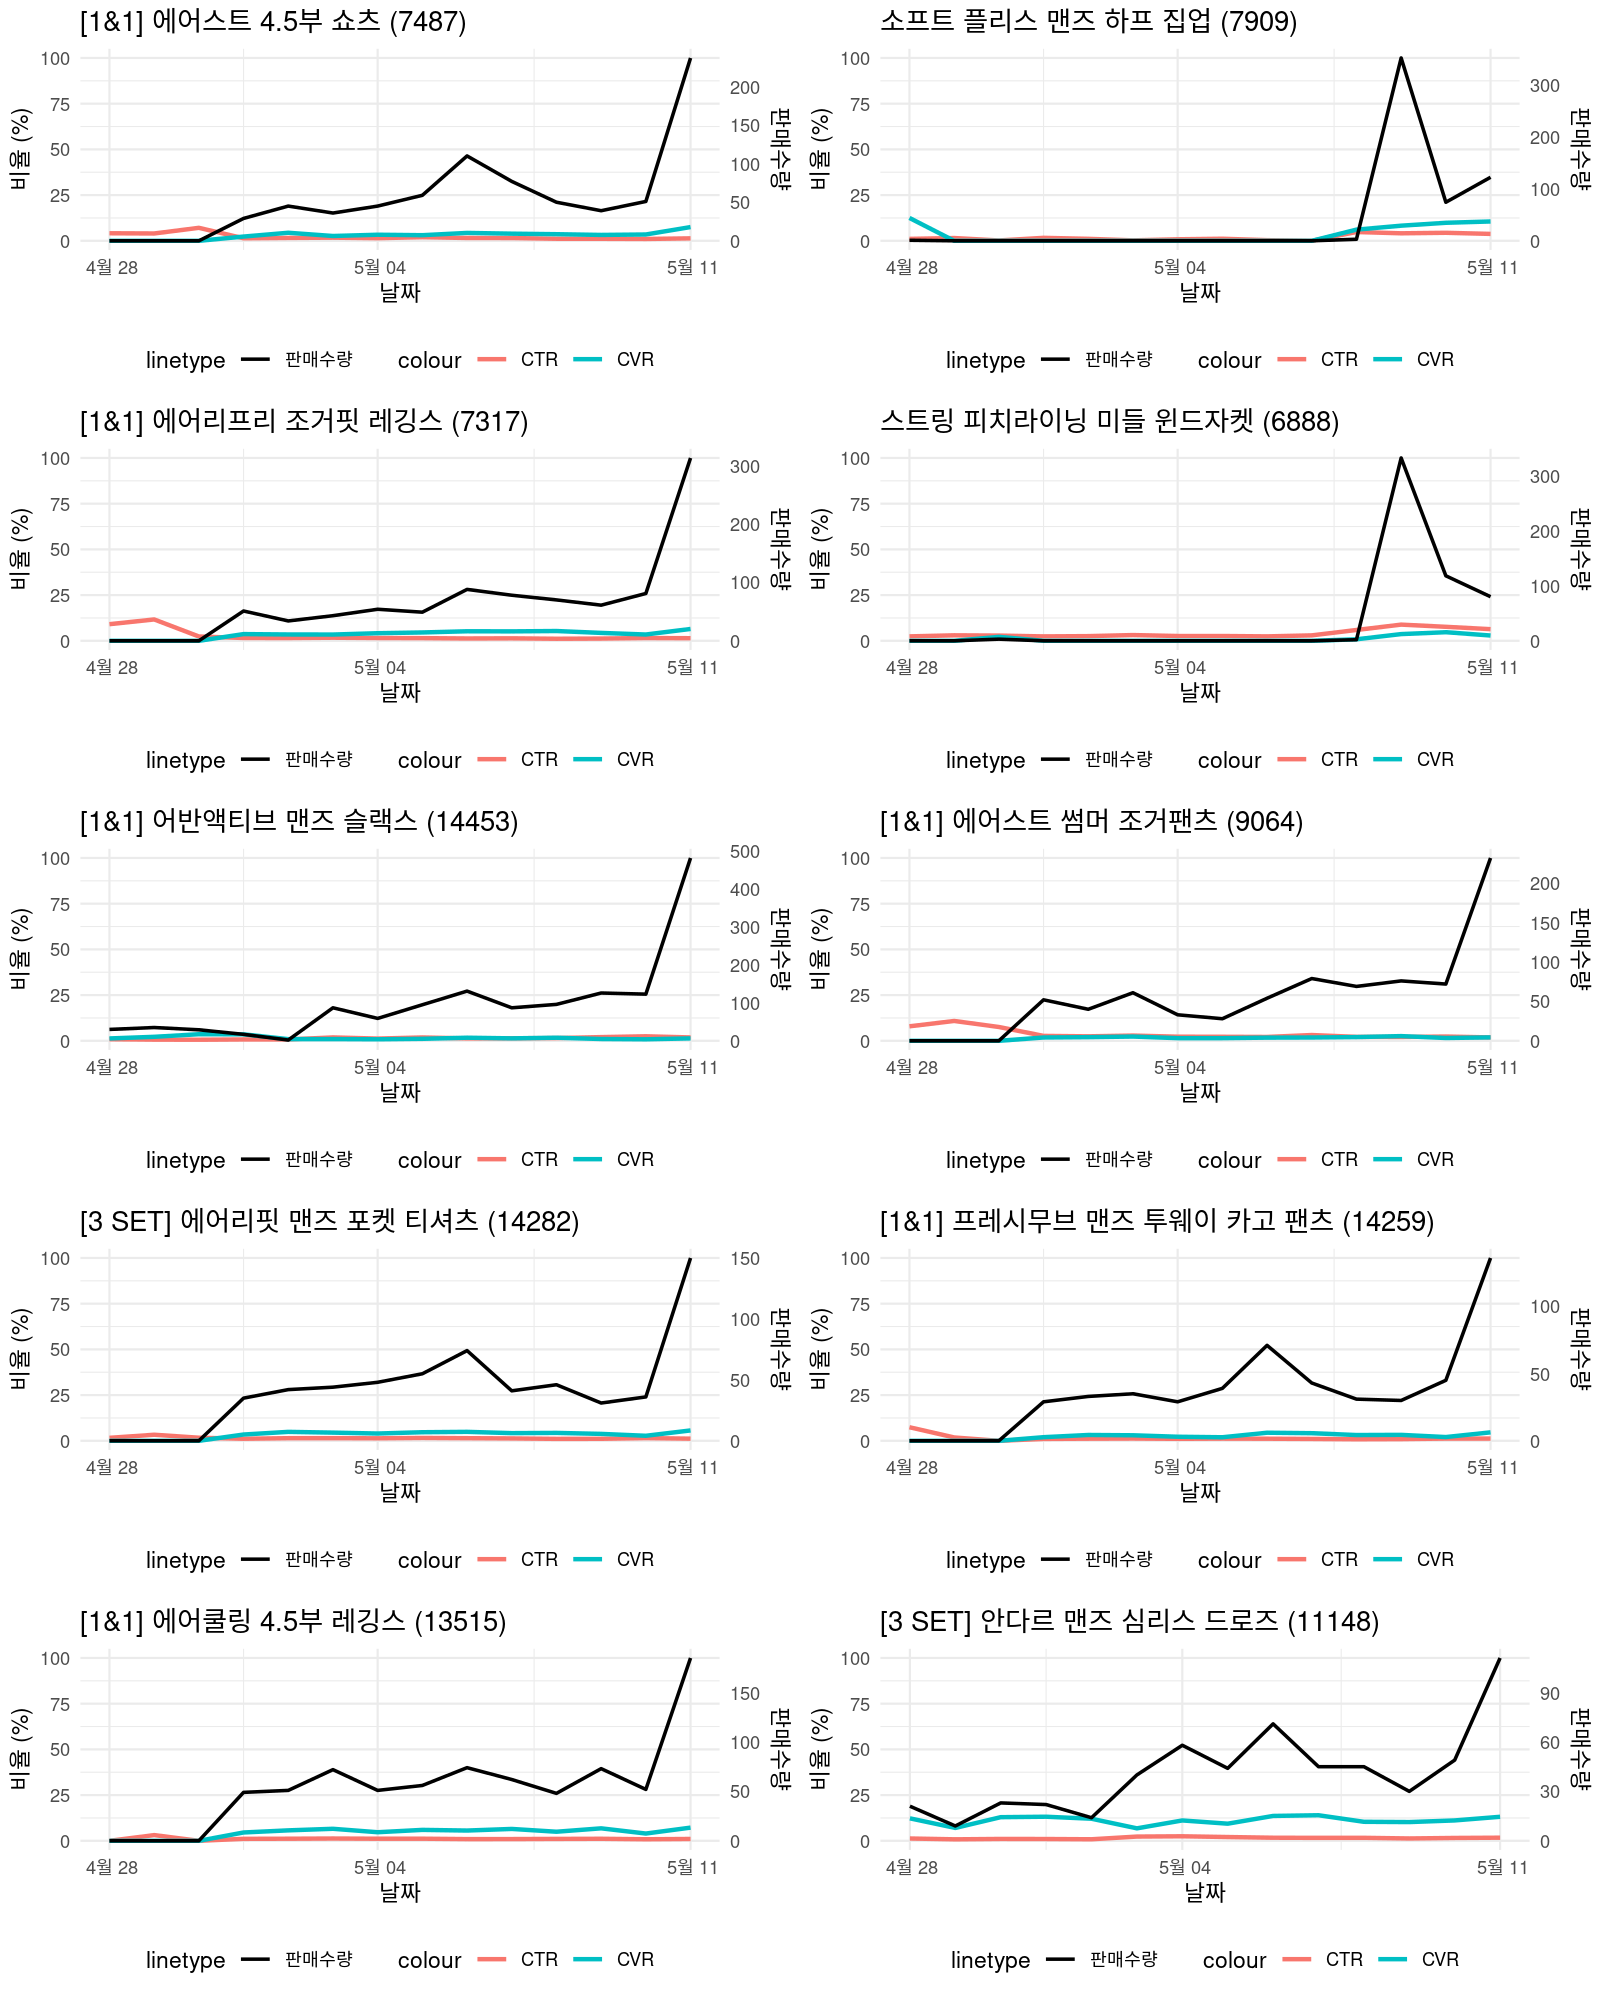 [1&1] 에어스트 4.5부 쇼츠 (7487)
비율 (%)
100
75
50
25
0
200
150
100
50
0
판매수량
4월 28
5월 04
5월 11
날짜
linetype 판매수량 colour CTR CVR
소프트 플리스 맨즈 하프 집업 (7909)
비율 (%)
100
75
50
25
0
300
200
100
0
판매수량
4월 28
5월 04
5월 11
날짜
linetype 판매수량 colour CTR CVR
[1&1] 에어리프리 조거핏 레깅스 (7317)
비율 (%)
100
75
50
25
0
300
200
100
0
판매수량
4월 28
5월 04
5월 11
날짜
linetype 판매수량 colour CTR CVR
스트링 피치라이닝 미들 윈드자켓 (6888)
비율 (%)
100
75
50
25
0
300
200
100
0
판매수량
4월 28
5월 04
5월 11
날짜
linetype 판매수량 colour CTR CVR
[1&1] 어반액티브 맨즈 슬랙스 (14453)
비율 (%)
100
75
50
25
0
500
400
300
200
100
0
판매수량
4월 28
5월 04
5월 11
날짜
linetype 판매수량 colour CTR CVR
[1&1] 에어스트 썸머 조거팬츠 (9064)
비율 (%)
100
75
50
25
0
200
150
100
50
0
판매수량
4월 28
5월 04
5월 11
날짜
linetype 판매수량 colour CTR CVR
[3 SET] 에어리핏 맨즈 포켓 티셔츠 (14282)
비율 (%)
100
75
50
25
0
150
100
50
0
판매수량
4월 28
5월 04
5월 11
날짜
linetype 판매수량 colour CTR CVR
[1&1] 프레시무브 맨즈 투웨이 카고 팬츠 (14259)
비율 (%)
100
75
50
25
0
100
50
0
판매수량
4월 28
5월 04
5월 11
날짜
linetype 판매수량 colour CTR CVR
[1&1] 에어쿨링 4.5부 레깅스 (13515)
비율 (%)
100
75
50
25
0
150
100
50
0
판매수량
4월 28
5월 04
5월 11
날짜
linetype 판매수량 colour CTR CVR
[3 SET] 안다르 맨즈 심리스 드로즈 (11148)
비율 (%)
100
75
50
25
0
90
60
30
0
판매수량
4월 28
5월 04
5월 11
날짜
linetype 판매수량 colour CTR CVR